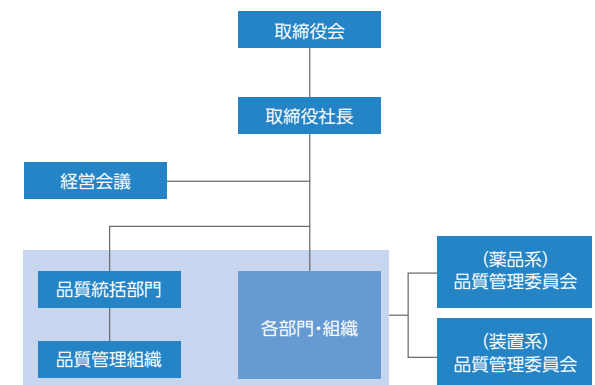 取締役会
取締役社長
経営会議
品質統括部門
品質管理組織
各部門・組織
（薬品系）
品質管理委員会
（装置系）
品質管理委員会